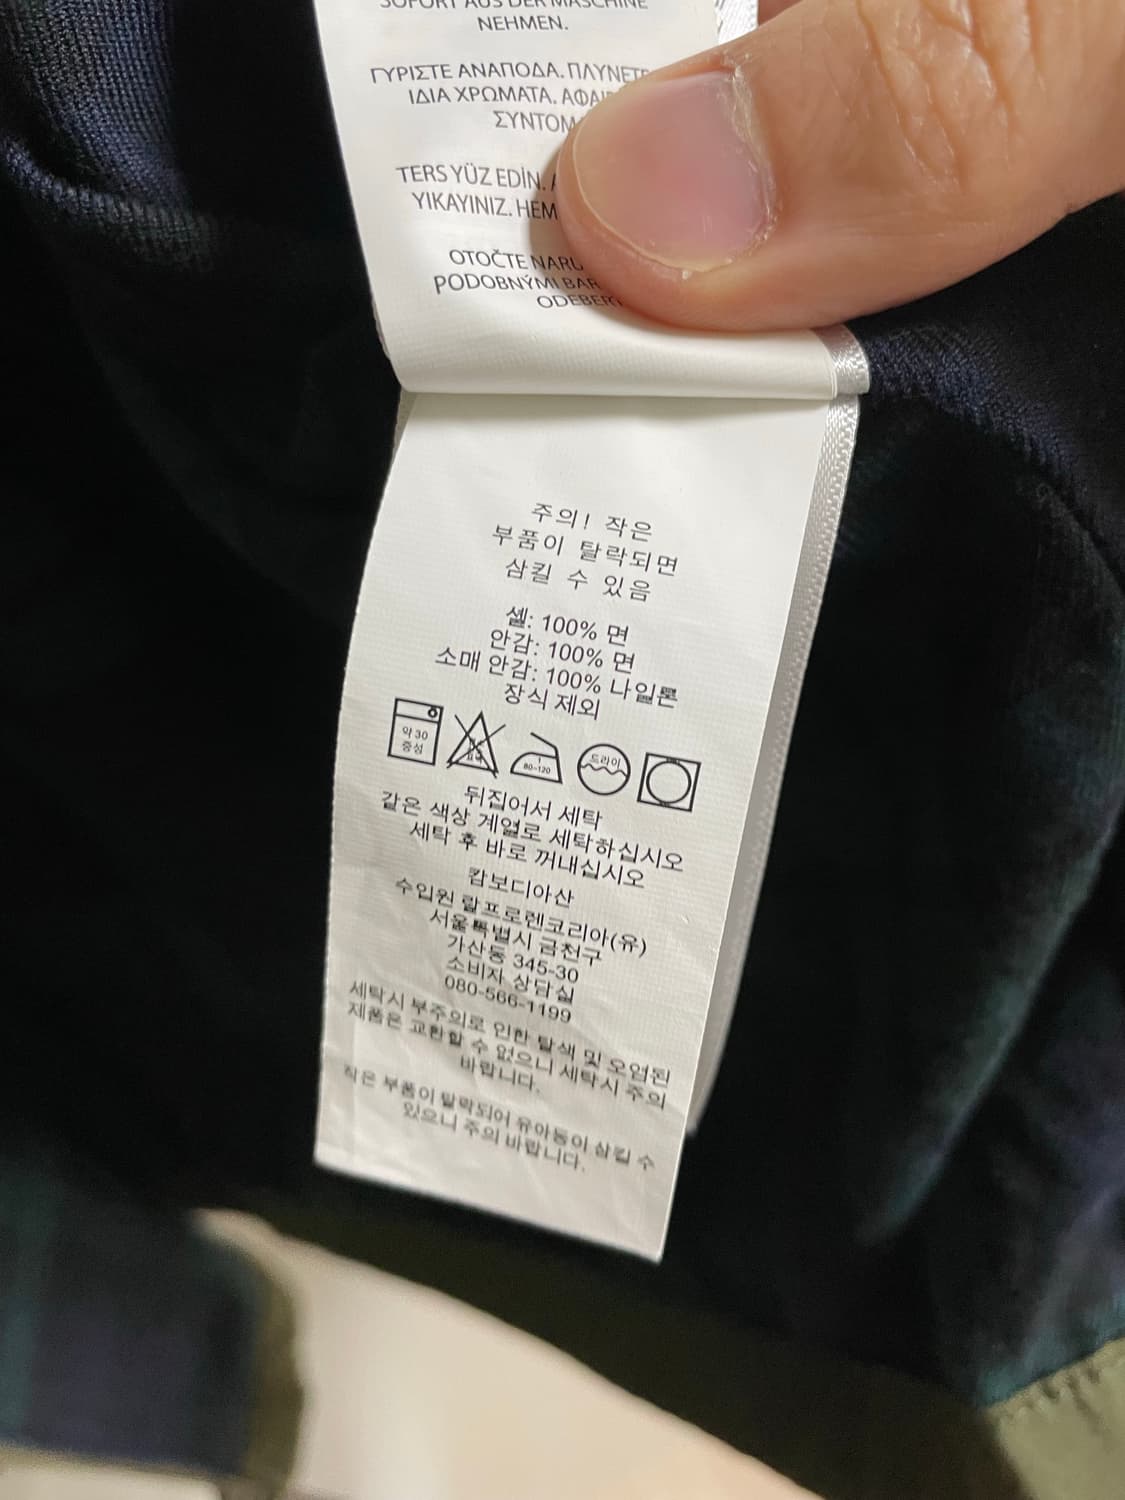 SOFORT AUS DER MASCHINE
NEHMEN.
ΓΥΡΙΣΤΕ ΑΝΑΠΟΔΑ. ΠΛΥΝΕΤΕ
ΙΔΙΑ ΧΡΩΜΑΤΑ.
TERS YÜZ EDİN.
YIKAYINIZ. HEM
OTOČTE
PODOBNÝMI
주의! 작은
부품이 탈락되면
삼킬 수 있음
셸: 100% 면
안감: 100% 면
소매 안감: 100% 나일론
장식 제외
약 30
중성
80~120
드라이
뒤집어서 세탁
같은 색상 계열로 세탁하십시오
세탁 후 바로 꺼내십시오
캄보디아산
수입원 랄프로렌코리아(유)
서울특별시 금천구
가산동 345-30
소비자 상담실
080-566-1199
세탁시 부주의로 인한 탈색 및 오염된
제품은 교환할 수 없으니 세탁시 주의
바랍니다.
작은 부품이 탈락되어 유아동이 삼킬 수
있으니 주의 바랍니다.